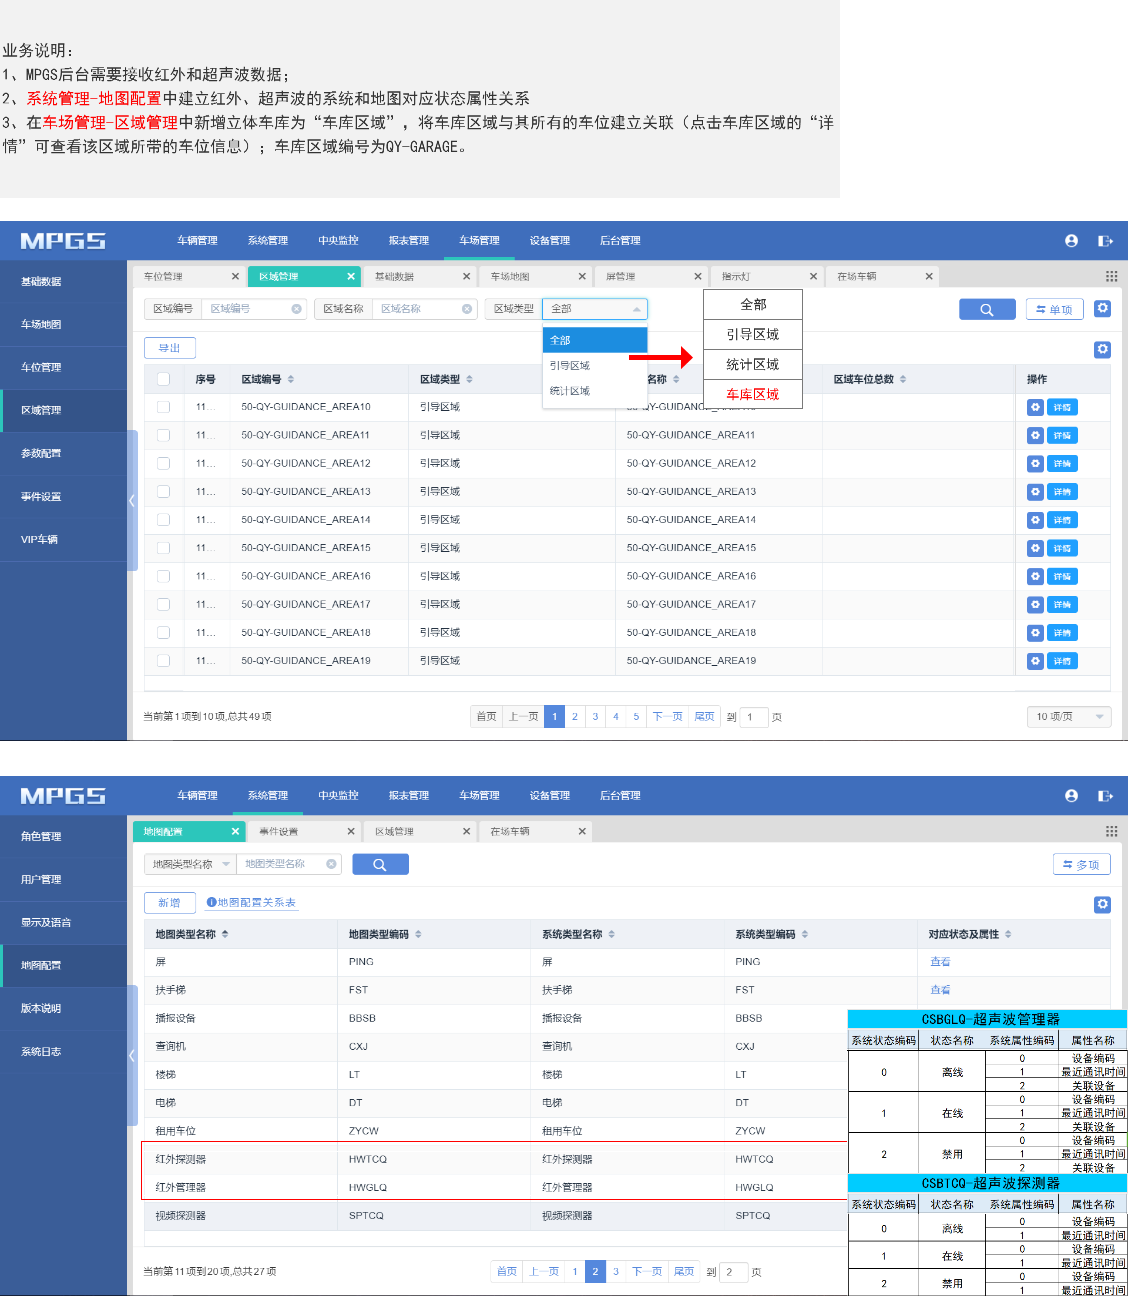 业务说明：
1、MPGS后台需要接收红外和超声波数据；
2、系统管理-地图配置中建立红外、超声波的系统和地图对应状态属性关系
3、在车场管理-区域管理中新增立体车库为“车库区域”，将车库区域与其所有的车位建立关联（点击车库区域的“详
情”可查看该区域所带的车位信息）；车库区域编号为QY-GARAGE。
MPGS 车辆管理 系统管理 中央监控 报表管理 车场管理 设备管理 后台管理
基础数据
车场地图
车位管理
区域管理
参数配置
事件设置
VIP车辆
车位管理 × 区域管理 × 基础数据 × 车场地图 × 屏管理 × 指示灯 × 在场车辆 ×
区域编号 区域编号 区域名称 区域名称 区域类型 全部 单项
全部
引导区域
统计区域
全部
引导区域
统计区域
车库区域
导出
序号 区域编号 区域类型 名称 区域车位总数 操作
11... 50-QY-GUIDANCE_AREA10 引导区域 50-QY-GUIDANCE_AREA10 详情
11... 50-QY-GUIDANCE_AREA11 引导区域 50-QY-GUIDANCE_AREA11 详情
11... 50-QY-GUIDANCE_AREA12 引导区域 50-QY-GUIDANCE_AREA12 详情
11... 50-QY-GUIDANCE_AREA13 引导区域 50-QY-GUIDANCE_AREA13 详情
11... 50-QY-GUIDANCE_AREA14 引导区域 50-QY-GUIDANCE_AREA14 详情
11... 50-QY-GUIDANCE_AREA15 引导区域 50-QY-GUIDANCE_AREA15 详情
11... 50-QY-GUIDANCE_AREA16 引导区域 50-QY-GUIDANCE_AREA16 详情
11... 50-QY-GUIDANCE_AREA17 引导区域 50-QY-GUIDANCE_AREA17 详情
11... 50-QY-GUIDANCE_AREA18 引导区域 50-QY-GUIDANCE_AREA18 详情
11... 50-QY-GUIDANCE_AREA19 引导区域 50-QY-GUIDANCE_AREA19 详情
当前第1项到10项,总共49项 首页 上一页 1 2 3 4 5 下一页 尾页 到 1 页 10 项/页
MPGS 车辆管理 系统管理 中央监控 报表管理 车场管理 设备管理 后台管理
角色管理
用户管理
显示及语音
地图配置
版本说明
系统日志
地图配置 × 事件设置 × 区域管理 × 在场车辆 ×
地图类型名称 地图类型名称 多项
新增 地图配置关系表
地图类型名称 地图类型编码 系统类型名称 系统类型编码 对应状态及属性
屏 PING 屏 PING 查看
扶手梯 FST 扶手梯 FST 查看
播报设备 BBSB 播报设备 BBSB
查询机 CXJ 查询机 CXJ
楼梯 LT 楼梯 LT
电梯 DT 电梯 DT
租用车位 ZYCW 租用车位 ZYCW
红外探测器 HWTCQ 红外探测器 HWTCQ
红外管理器 HWGLQ 红外管理器 HWGLQ
视频探测器 SPTCQ 视频探测器 SPTCQ
当前第11项到20项,总共27项 首页 上一页 1 2 3 下一页 尾页 到 2 页
CSBGLQ-超声波管理器
系统状态编码 状态名称 系统属性编码 属性名称
0 离线 0 设备编码
1 最近通讯时间
2 关联设备
1 在线 0 设备编码
1 最近通讯时间
2 关联设备
2 禁用 0 设备编码
1 最近通讯时间
2 关联设备
CSBTCQ-超声波探测器
系统状态编码 状态名称 系统属性编码 属性名称
0 离线 0 设备编码
1 最近通讯时间
1 在线 0 设备编码
1 最近通讯时间
2 禁用 0 设备编码
1 最近通讯时间